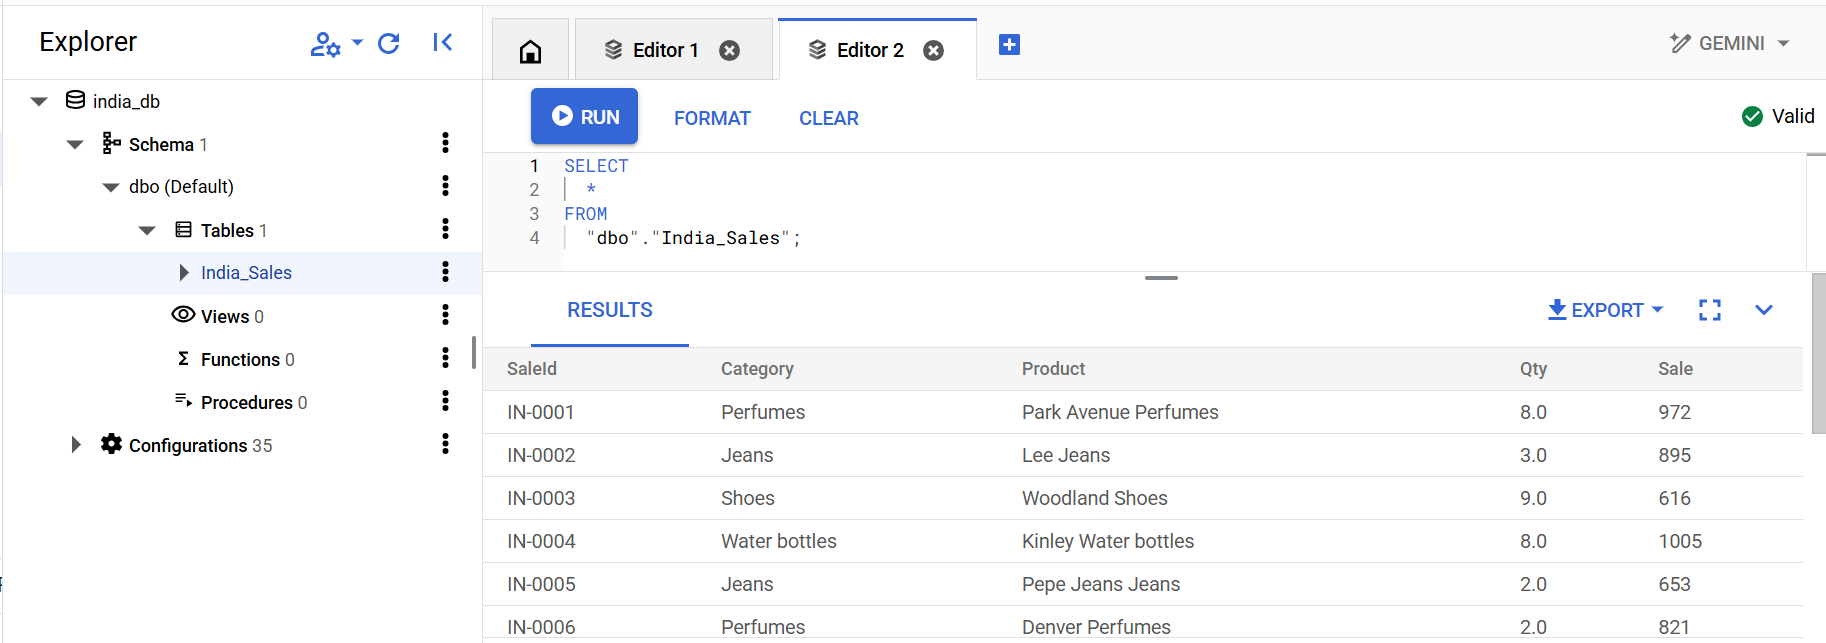 Explorer
india_db
Schema 1
dbo (Default)
Tables 1
India_Sales
Views 0
Functions 0
Procedures 0
Configurations 35
Editor 1
Editor 2
GEMINI
RUN FORMAT CLEAR
Valid
1 SELECT
2 *
3 FROM
4 "dbo"."India_Sales";
RESULTS
EXPORT
SaleId Category Product Qty Sale
IN-0001 Perfumes Park Avenue Perfumes 8.0 972
IN-0002 Jeans Lee Jeans 3.0 895
IN-0003 Shoes Woodland Shoes 9.0 616
IN-0004 Water bottles Kinley Water bottles 8.0 1005
IN-0005 Jeans Pepe Jeans Jeans 2.0 653
IN-0006 Perfumes Denver Perfumes 2.0 821